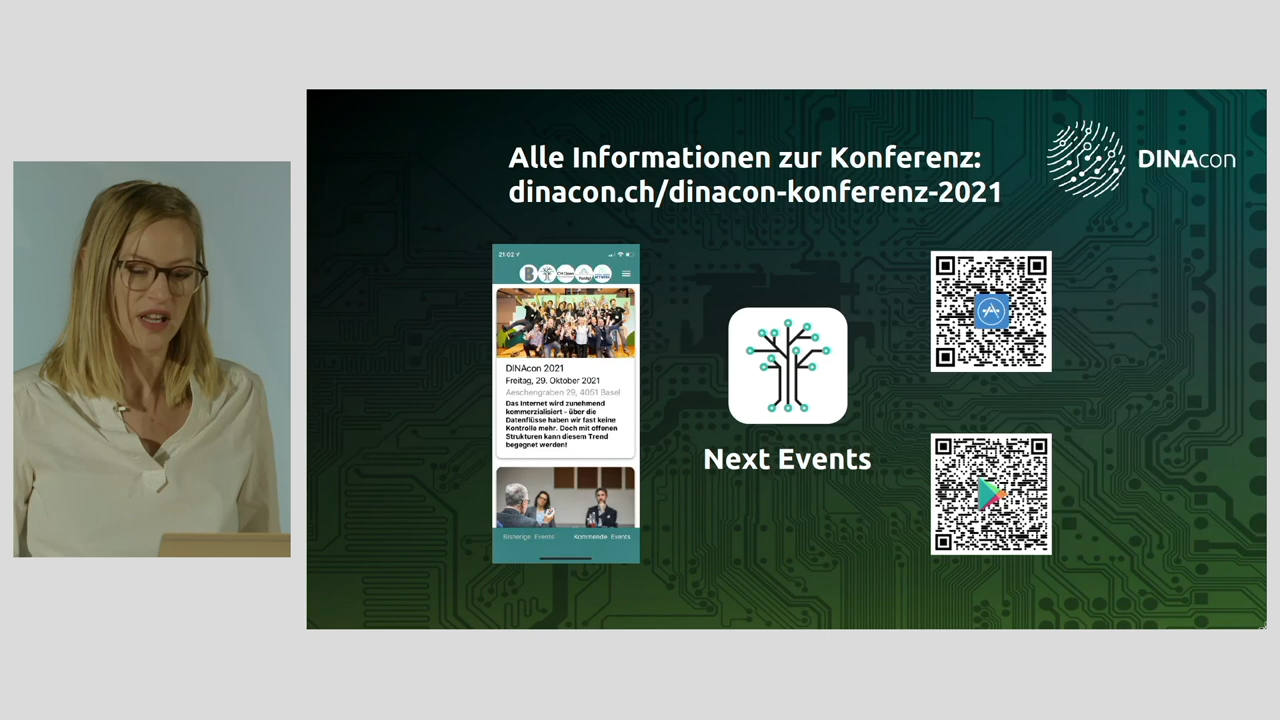 Alle Informationen zur Konferenz:
dinacon.ch/dinacon-konferenz-2021
DINAcon
21:02
DINAcon 2021
Freitag, 29. Oktober 2021
Aeschengraben 29, 4051 Basel
Das Internet wird zunehmend
kommerzialisiert - über die
Datenflüsse haben wir fast keine
Kontrolle mehr. Doch mit offenen
Strukturen kann diesem Trend
begegnet werden!
Bisherige Events
Kommende Events
Next Events